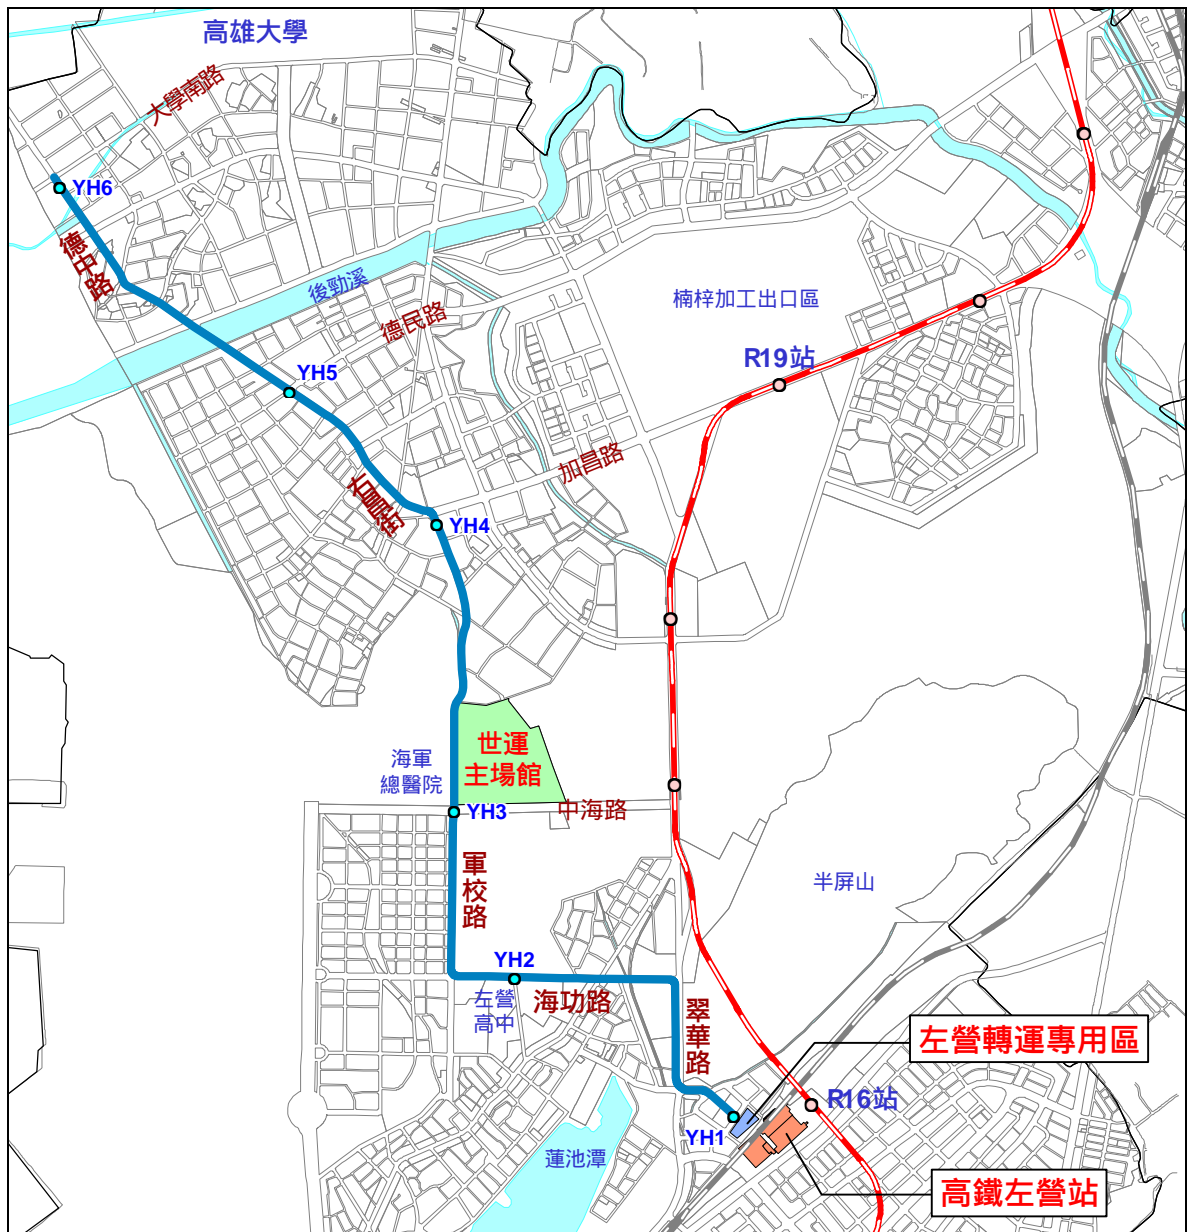 高雄大學
大學南路
YH6
德中路
後勁溪
德民路
楠梓加工出口區
R19站
YH5
加昌路
右昌街
YH4
世運
主場館
海軍
總醫院
YH3
中海路
軍校路
半屏山
YH2
海功路
左營
高中
翠華路
左營轉運專用區
R16站
YH1
蓮池潭
高鐵左營站